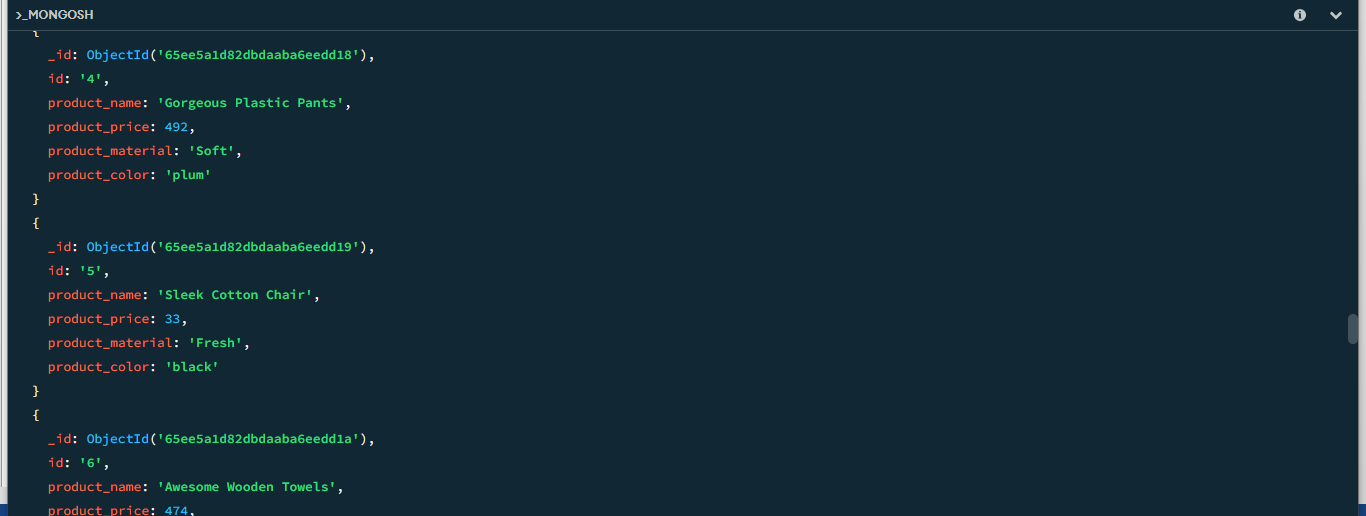 >_MONGOSH
{
_id: ObjectId('65ee5a1d82dbdaaba6eedd18'),
id: '4',
product_name: 'Gorgeous Plastic Pants',
product_price: 492,
product_material: 'Soft',
product_color: 'plum'
}
{
_id: ObjectId('65ee5a1d82dbdaaba6eedd19'),
id: '5',
product_name: 'Sleek Cotton Chair',
product_price: 33,
product_material: 'Fresh',
product_color: 'black'
}
{
_id: ObjectId('65ee5a1d82dbdaaba6eedd1a'),
id: '6',
product_name: 'Awesome Wooden Towels',
product_price: 474,